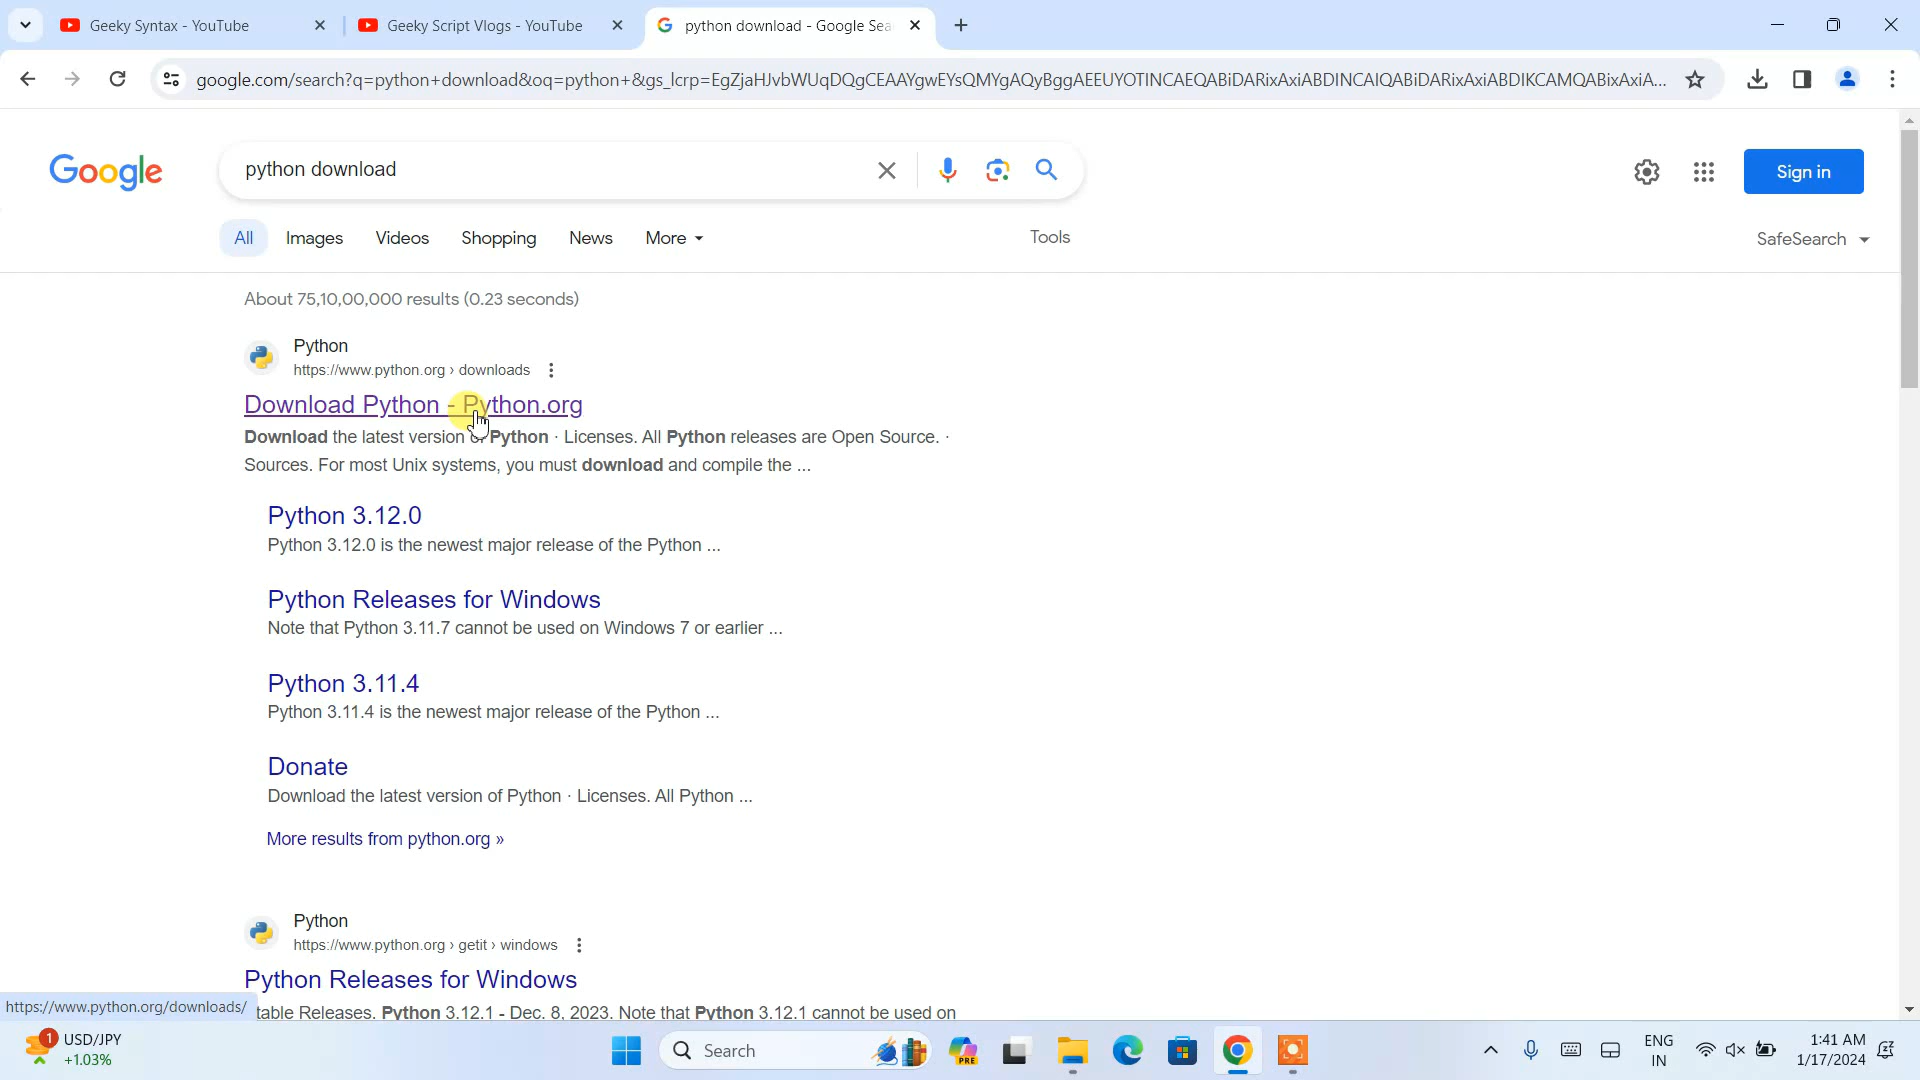 Geeky Syntax - YouTube
Geeky Script Vlogs - YouTube
python download - Google Sea
google.com/search?q=python+download&oq=python+&gs_lcrp=EgZjaHJvbWUqDQgCEAAYgwEYsQMYgAQyBggAEEUYOTINCAEQABiDARixAxiABDINCAIQABiDARixAxiABDIKCAMQABixAxiA...
Google
python download
Sign in
All
Images
Videos
Shopping
News
More
Tools
SafeSearch
About 75,10,00,000 results (0.23 seconds)
Python
https://www.python.org › downloads
Download Python - Python.org
Download the latest version of Python · Licenses. All Python releases are Open Source. ·
Sources. For most Unix systems, you must download and compile the ...
Python 3.12.0
Python 3.12.0 is the newest major release of the Python ...
Python Releases for Windows
Note that Python 3.11.7 cannot be used on Windows 7 or earlier ...
Python 3.11.4
Python 3.11.4 is the newest major release of the Python ...
Donate
Download the latest version of Python · Licenses. All Python ...
More results from python.org »
Python
https://www.python.org › getit › windows
Python Releases for Windows
https://www.python.org/downloads/
table Releases. Python 3.12.1 - Dec. 8, 2023. Note that Python 3.12.1 cannot be used on
1
USD/JPY
+1.03%
Search
PRE
ENG
IN
1:41 AM
1/17/2024